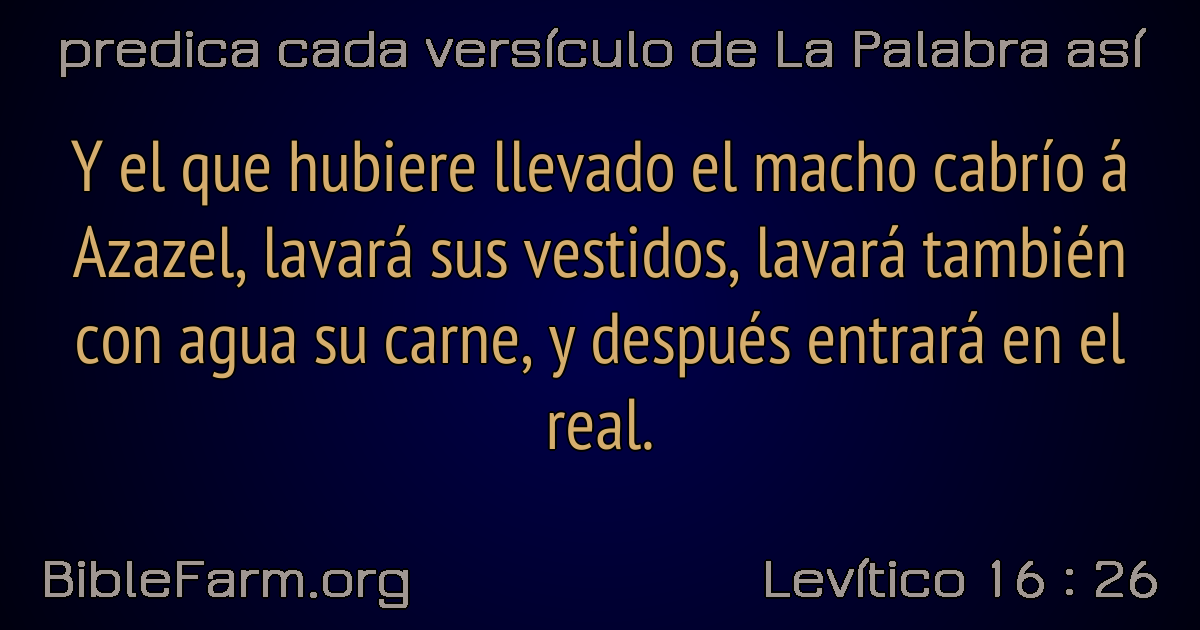 predica cada versículo de La Palabra así
Y el que hubiere llevado el macho cabrío á
Azazel, lavará sus vestidos, lavará también
con agua su carne, y después entrará en el
real.
BibleFarm.org
Levítico 16 : 26